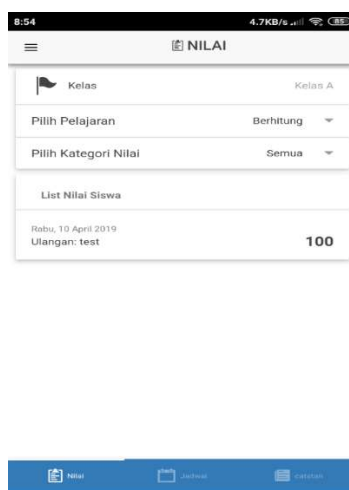 8:54 4.7KB/s 85
NILAI
Kelas Kelas A
Pilih Pelajaran Berhitung
Pilih Kategori Nilai Semua
List Nilai Siswa
Rabu, 10 April 2019
Ulangan: test 100
Nilai Jadwal catatan